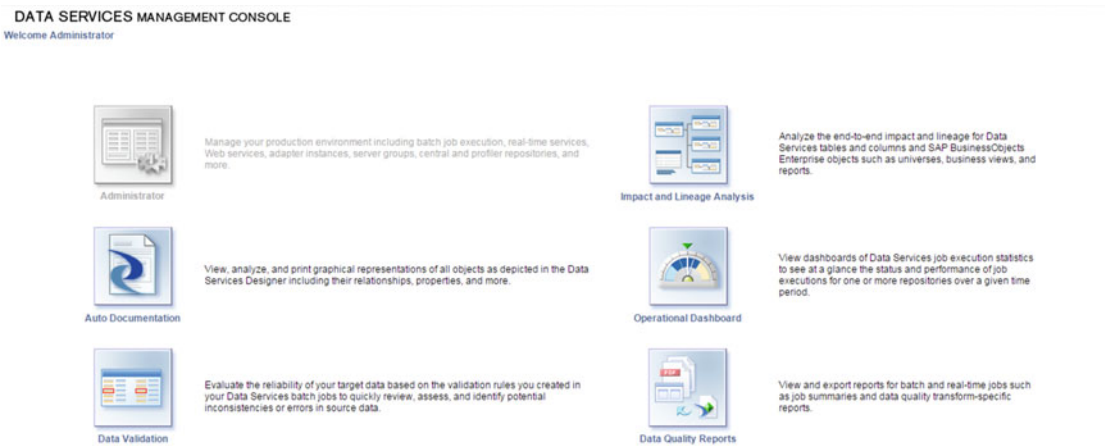 DATA SERVICES MANAGEMENT CONSOLE
Welcome Administrator
Manage your production environment including batch job execution, real-time services,
Web services, adapter instances, server groups, central and profiler repositories, and
more.
Administrator
Analyze the end-to-end impact and lineage for Data
Services tables and columns and SAP BusinessObjects
Enterprise objects such as universes, business views, and
reports.
Impact and Lineage Analysis
View, analyze, and print graphical representations of all objects as depicted in the Data
Services Designer including their relationships, properties, and more.
Auto Documentation
View dashboards of Data Services job execution statistics
to see at a glance the status and performance of job
executions for one or more repositories over a given time
period.
Operational Dashboard
Evaluate the reliability of your target data based on the validation rules you created in
your Data Services batch jobs to quickly review, assess, and identify potential
inconsistencies or errors in source data.
Data Validation
PDF
View and export reports for batch and real-time jobs such
as job summaries and data quality transform-specific
reports.
Data Quality Reports